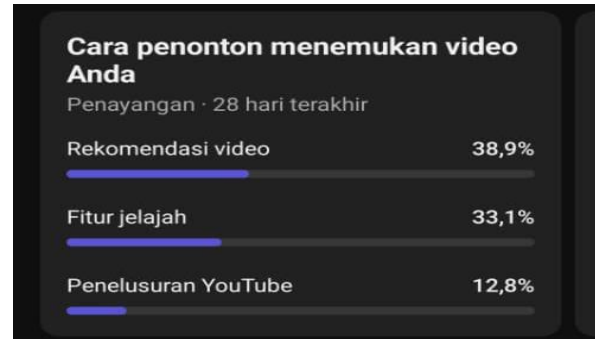 Cara penonton menemukan video
Anda
Penayangan · 28 hari terakhir
Rekomendasi video 38,9%
Fitur jelajah 33,1%
Penelusuran YouTube 12,8%